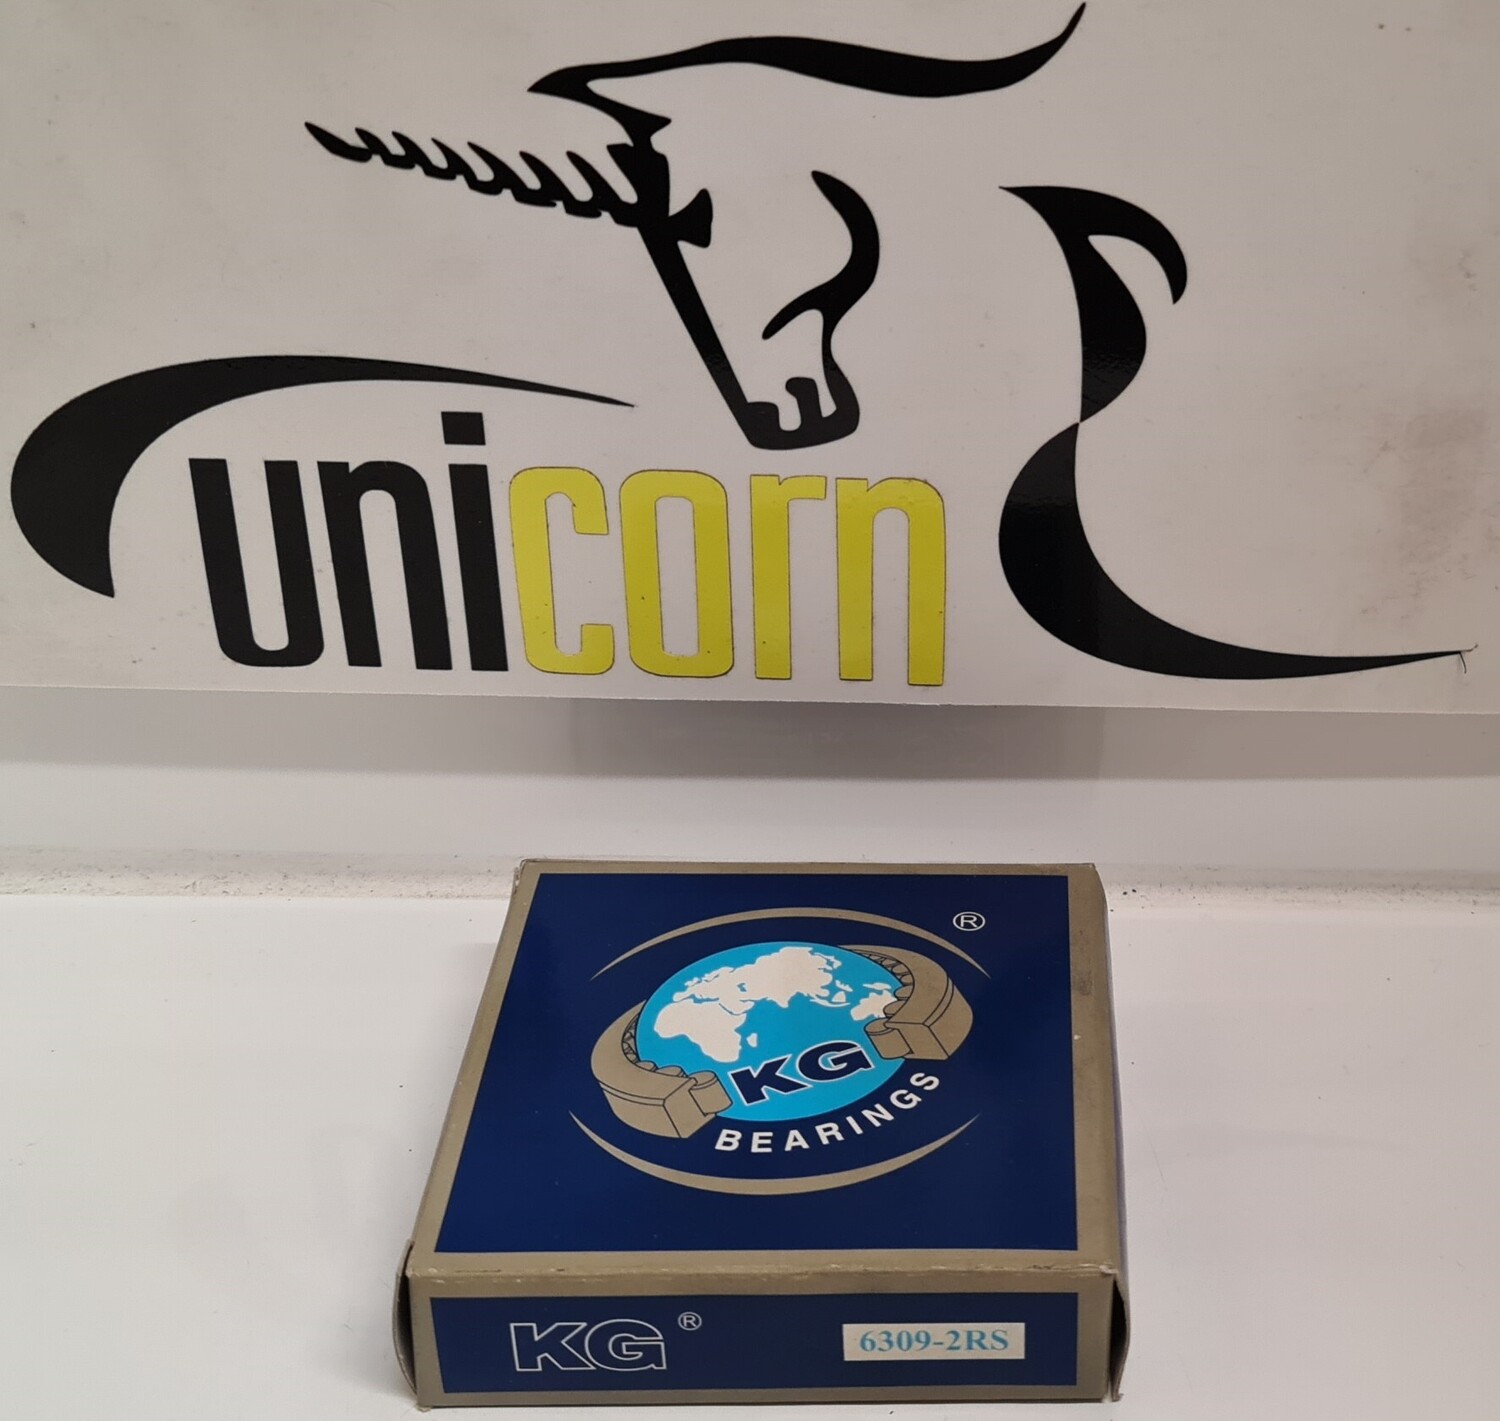 unicorn
®
KG
BEARINGS
KG®
6309-2RS